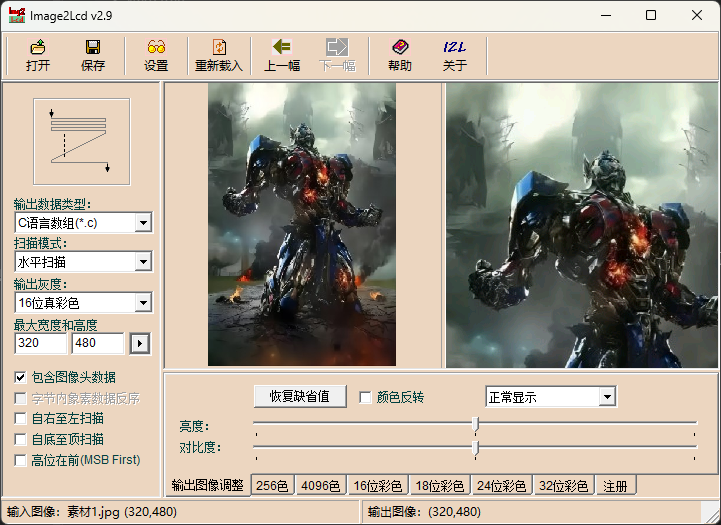 Image2Lcd v2.9
打开 保存 设置 重新载入 上一幅 下一幅 帮助 关于
IZL
输出数据类型:
C语言数组(*.c)
扫描模式:
水平扫描
输出灰度:
16位真彩色
最大宽度和高度
320 480
包含图像头数据
字节内象素数据反序
自右至左扫描
自底至顶扫描
高位在前(MSB First)
恢复缺省值 颜色反转 正常显示
亮度:
对比度:
输出图像调整 256色 4096色 16位彩色 18位彩色 24位彩色 32位彩色 注册
输入图像: 素材1.jpg (320,480) 输出图像: (320,480)